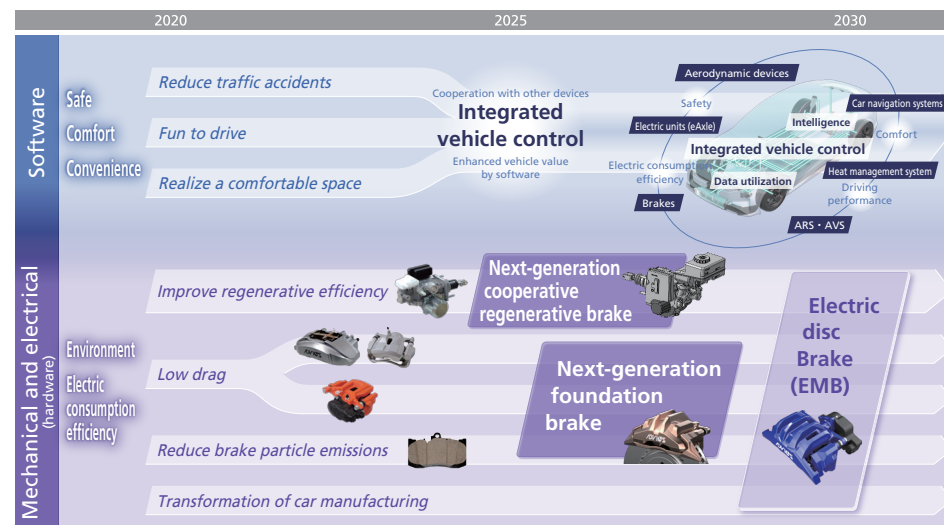 2020
2025
2030
Software
Safe
Comfort
Convenience
Reduce traffic accidents
Fun to drive
Realize a comfortable space
Cooperation with other devices
Integrated
vehicle control
Enhanced vehicle value
by software
Aerodynamic devices
Safety
Car navigation systems
Electric units (eAxle)
Intelligence
Comfort
Integrated vehicle control
Electric consumption
efficiency
Data utilization
Heat management system
Driving
performance
Brakes
ARS・AVS
Mechanical and electrical
(hardware)
Environment
Electric
consumption
efficiency
Improve regenerative efficiency
Next-generation
cooperative
regenerative brake
Low drag
Next-generation
foundation
brake
Electric
disc
Brake
(EMB)
Reduce brake particle emissions
Transformation of car manufacturing